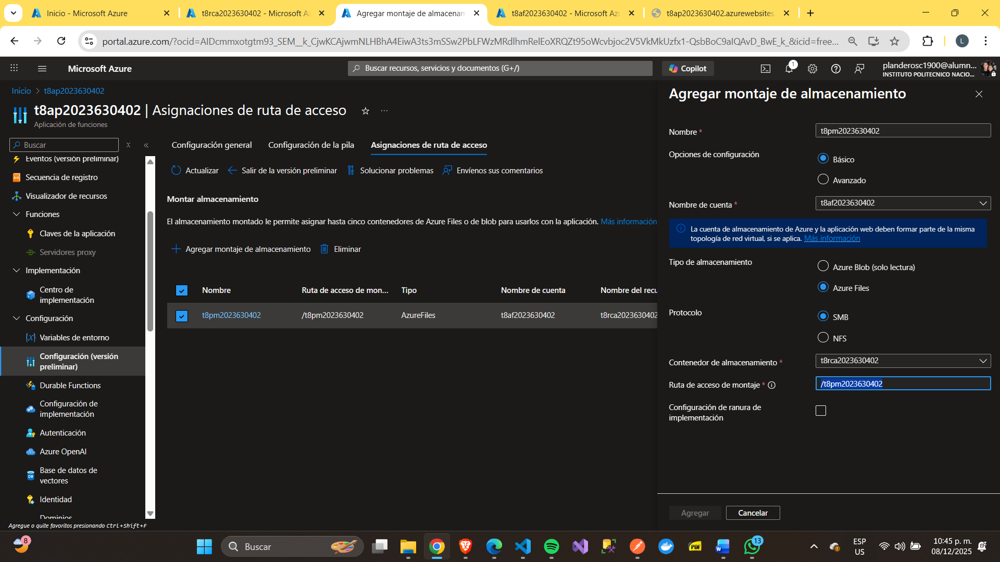 Inicio - Microsoft Azure
t8rca2023630402 - Microsoft Az
Agregar montaje de almacenam
t8af2023630402 - Microsoft Az
t8ap2023630402.azurewebsites.
portal.azure.com/?ocid=AIDcmmxotgtm93_SEM__k_CjwKCAjwmNLHBhA4EiwA3ts3mSSw2PbLFWzMRdlhmRelEoXRQZt95oWcvbjoc2V5VkMkUzfx1-QsbBoC9aIQAvD_BwE_k_&icid=free...
L
Microsoft Azure
Buscar recursos, servicios y documentos (G+/)
Copilot
1
planderosc1900@alumn...
INSTITUTO POLITECNICO NACIO...
Inicio > t8ap2023630402
t8ap2023630402 | Asignaciones de ruta de acceso
Aplicación de funciones
Buscar
Eventos (versión preliminar)
Secuencia de registro
Visualizador de recursos
Funciones
Claves de la aplicación
Servidores proxy
Implementación
Centro de
implementación
Configuración
Variables de entorno
Configuración (versión
preliminar)
Durable Functions
Configuración de
implementación
Autenticación
Azure OpenAI
Base de datos de
vectores
Identidad
Dominios
Agregue o quite favoritos presionando Ctrl+Shift+F
Configuración general
Configuración de la pila
Asignaciones de ruta de acceso
Actualizar
Salir de la versión preliminar
Solucionar problemas
Envíenos sus comentarios
Montar almacenamiento
El almacenamiento montado le permite asignar hasta cinco contenedores de Azure Files o de blob para usarlos con la aplicación. Más información
Agregar montaje de almacenamiento
Eliminar
Nombre
Ruta de acceso de mon...
Tipo
Nombre de cuenta
Nombre del recu
t8pm2023630402
/t8pm2023630402
AzureFiles
t8af2023630402
t8rca2023630402
Agregar montaje de almacenamiento
Nombre *
t8pm2023630402
Opciones de configuración
Básico
Avanzado
Nombre de cuenta *
t8af2023630402
La cuenta de almacenamiento de Azure y la aplicación web deben formar parte de la misma
topología de red virtual, si se aplica. Más información
Tipo de almacenamiento
Azure Blob (solo lectura)
Azure Files
Protocolo
SMB
NFS
Contenedor de almacenamiento *
t8rca2023630402
Ruta de acceso de montaje *
/t8pm2023630402
Configuración de ranura de
implementación
Agregar
Cancelar
8
Buscar
PDF
13
ESP
US
10:45 p. m.
08/12/2025